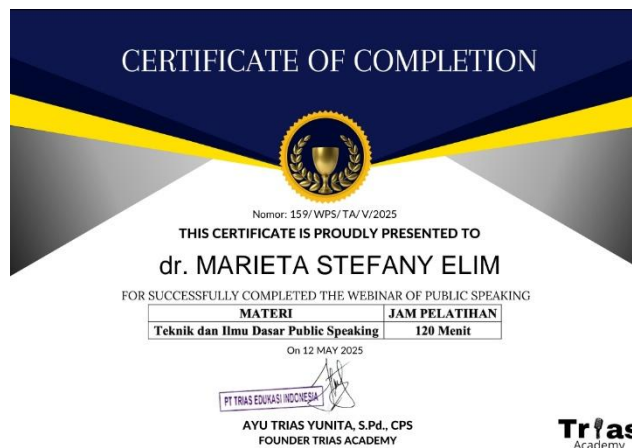 CERTIFICATE OF COMPLETION
Nomor: 159/ WPS/ TA/ V/2025
THIS CERTIFICATE IS PROUDLY PRESENTED TO
dr. MARIETA STEFANY ELIM
FOR SUCCESSFULLY COMPLETED THE WEBINAR OF PUBLIC SPEAKING
MATERI JAM PELATIHAN
Teknik dan Ilmu Dasar Public Speaking 120 Menit
On 12 MAY 2025
PT TRIAS EDUKASI INDONESIA
AYU TRIAS YUNITA, S.Pd., CPS
FOUNDER TRIAS ACADEMY
Trias
Academy